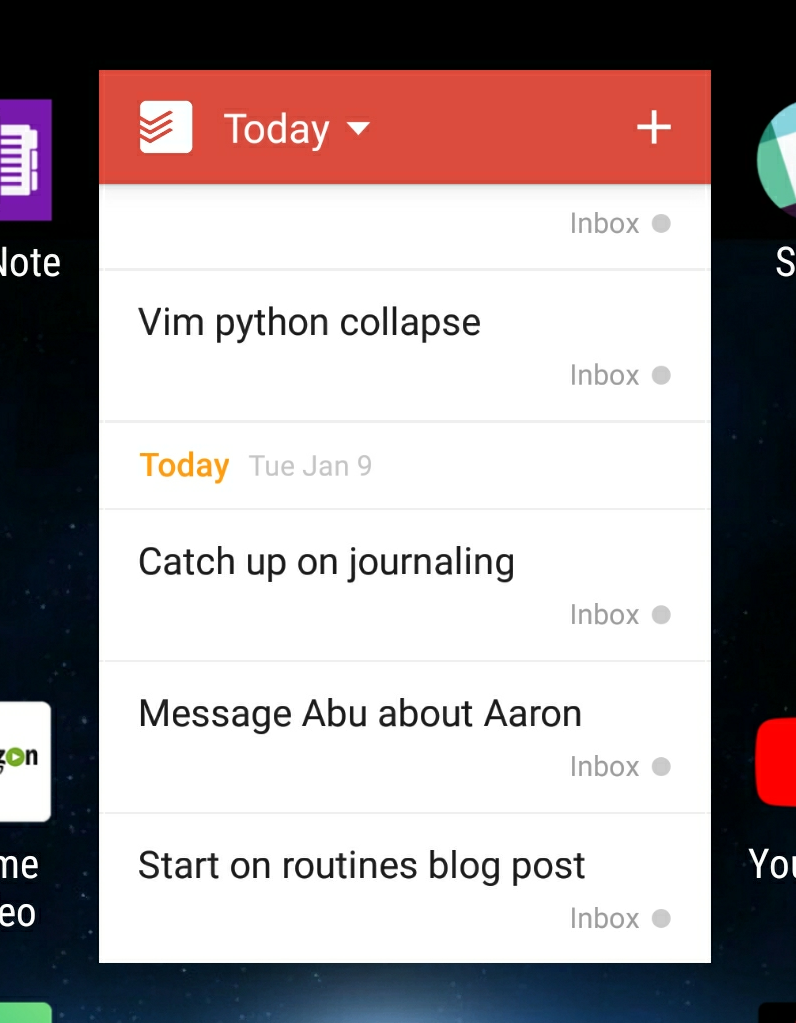 Today
Inbox
Note
Vim python collapse
Inbox
Today Tue Jan 9
Catch up on journaling
Inbox
Message Abu about Aaron
Inbox
zon
me
eo
You
Start on routines blog post
Inbox
S